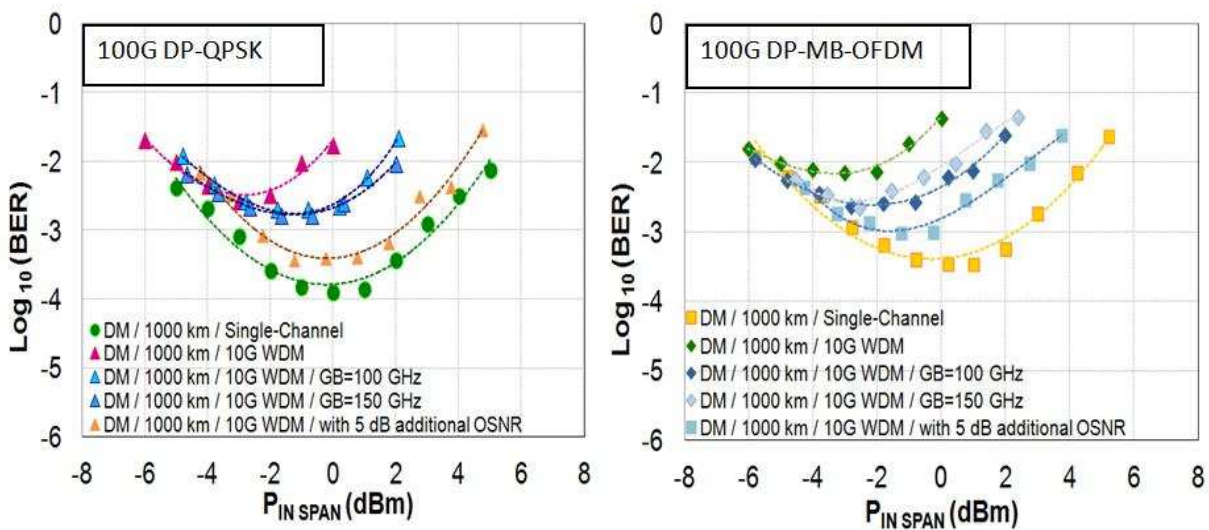 100G DP-QPSK
0
-1
-2
-3
-4
-5
-6
Log 10 (BER)
DM / 1000 km / Single-Channel
DM / 1000 km / 10G WDM
DM / 1000 km / 10G WDM / GB=100 GHz
DM / 1000 km / 10G WDM / GB=150 GHz
DM / 1000 km / 10G WDM / with 5 dB additional OSNR
-8 -6 -4 -2 0 2 4 6 8
P IN SPAN (dBm)
100G DP-MB-OFDM
0
-1
-2
-3
-4
-5
-6
Log 10 (BER)
DM / 1000 km / Single-Channel
DM / 1000 km / 10G WDM
DM / 1000 km / 10G WDM / GB=100 GHz
DM / 1000 km / 10G WDM / GB=150 GHz
DM / 1000 km / 10G WDM / with 5 dB additional OSNR
-8 -6 -4 -2 0 2 4 6 8
P IN SPAN (dBm)